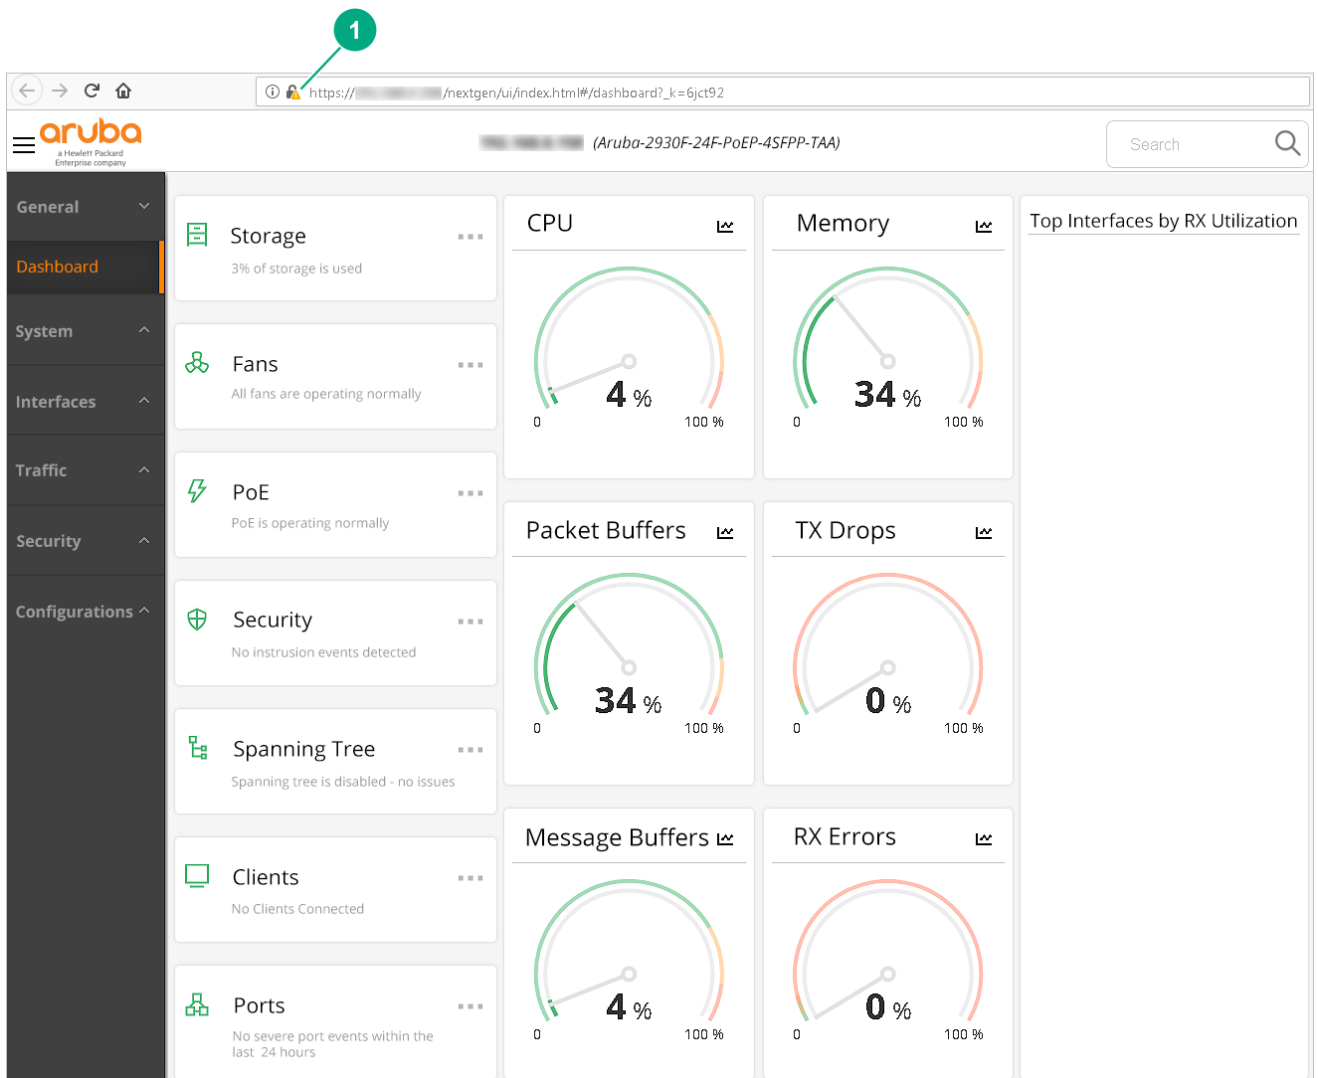 1
https:// /nextgen/ui/index.html#/dashboard?_k=6jct92
aruba
a Hewlett Packard
Enterprise company
(Aruba-2930F-24F-PoEP-4SFPP-TAA)
Search
General
Dashboard
System
Interfaces
Traffic
Security
Configurations
Storage
3% of storage is used
Fans
All fans are operating normally
PoE
PoE is operating normally
Security
No instrusion events detected
Spanning Tree
Spanning tree is disabled - no issues
Clients
No Clients Connected
Ports
No severe port events within the
last 24 hours
CPU
4 %
0 100 %
Memory
34 %
0 100 %
Packet Buffers
34 %
0 100 %
TX Drops
0 %
0 100 %
Message Buffers
4 %
0 100 %
RX Errors
0 %
0 100 %
Top Interfaces by RX Utilization